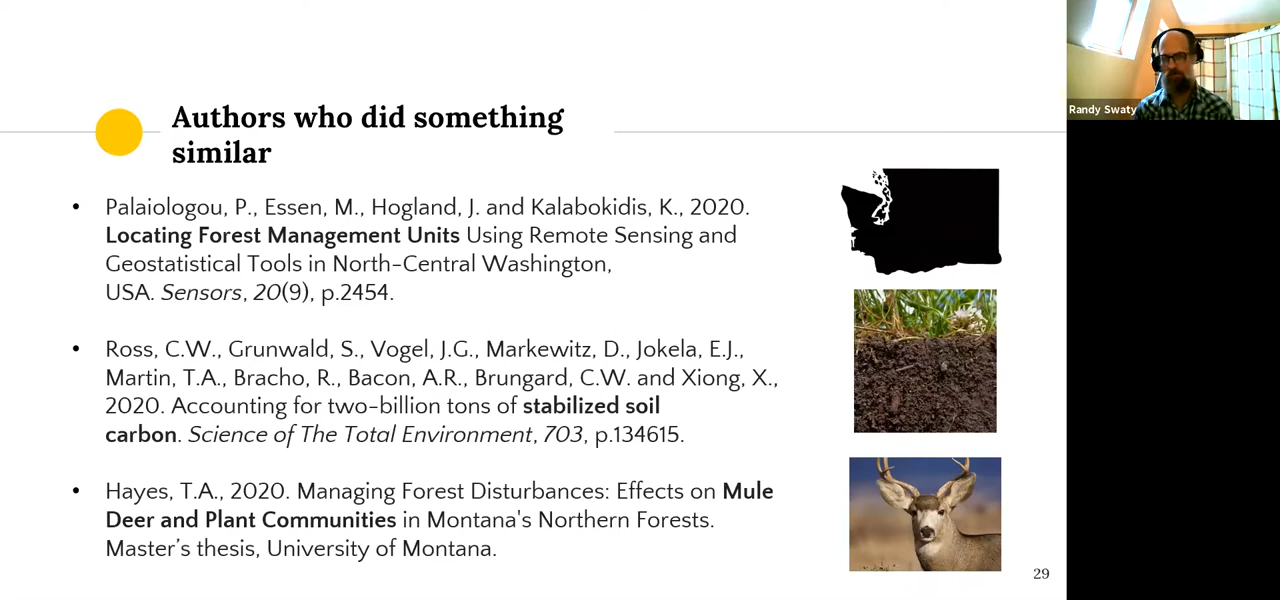 Authors who did something
similar
• Palaiologou, P., Essen, M., Hogland, J. and Kalabokidis, K., 2020.
Locating Forest Management Units Using Remote Sensing and
Geostatistical Tools in North-Central Washington,
USA. Sensors, 20(9), p.2454.
• Ross, C.W., Grunwald, S., Vogel, J.G., Markewitz, D., Jokela, E.J.,
Martin, T.A., Bracho, R., Bacon, A.R., Brungard, C.W. and Xiong, X.,
2020. Accounting for two-billion tons of stabilized soil
carbon. Science of The Total Environment, 703, p.134615.
• Hayes, T.A., 2020. Managing Forest Disturbances: Effects on Mule
Deer and Plant Communities in Montana's Northern Forests.
Master’s thesis, University of Montana.
29
Randy Swaty